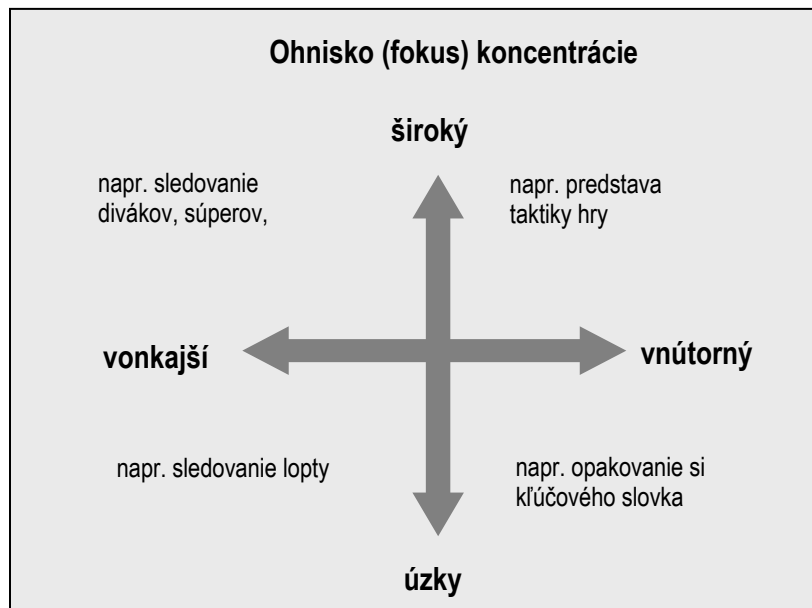 Ohnisko (fokus) koncentrácie
široký
napr. sledovanie
divákov, súperov,
napr. predstava
taktiky hry
vonkajší
vnútorný
napr. sledovanie lopty
napr. opakovanie si
kľúčového slovka
úzky